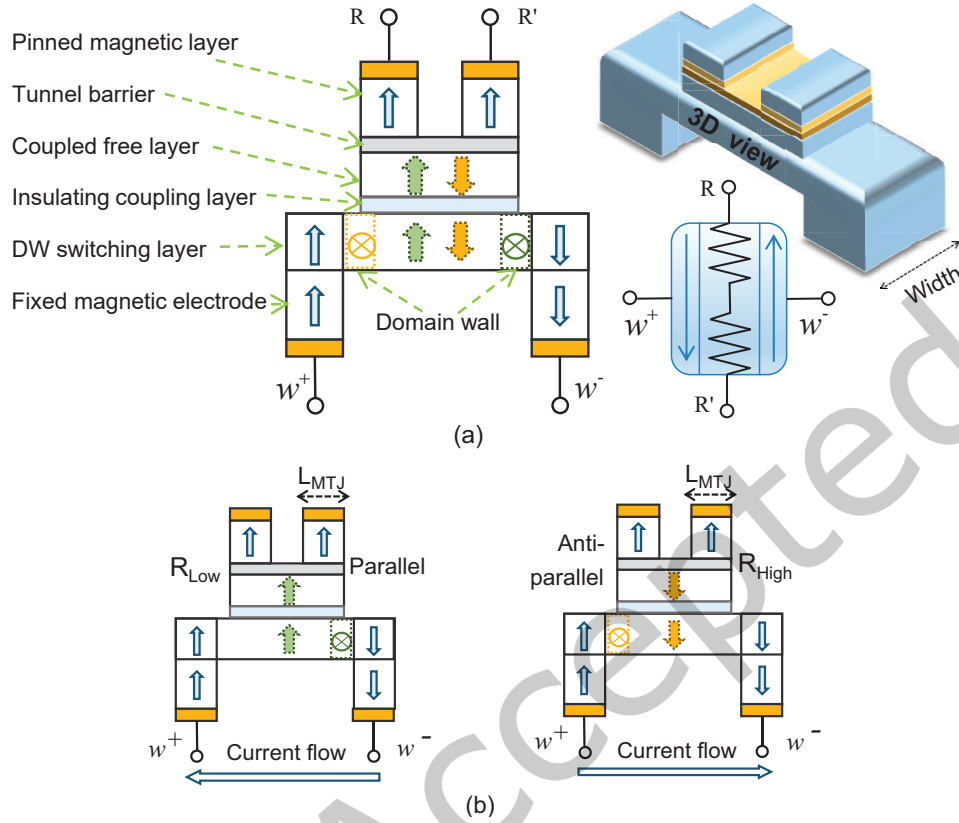 R R'
Pinned magnetic layer
Tunnel barrier
Coupled free layer
Insulating coupling layer
DW switching layer
Fixed magnetic electrode
Domain wall
w+ w-
3D view
Width
R
w+ w-
R'
(a)
LMTJ
RLow
Parallel
w+ w-
Current flow
LMTJ
Anti-
parallel
RHigh
w+ w-
Current flow
(b)
Accepted